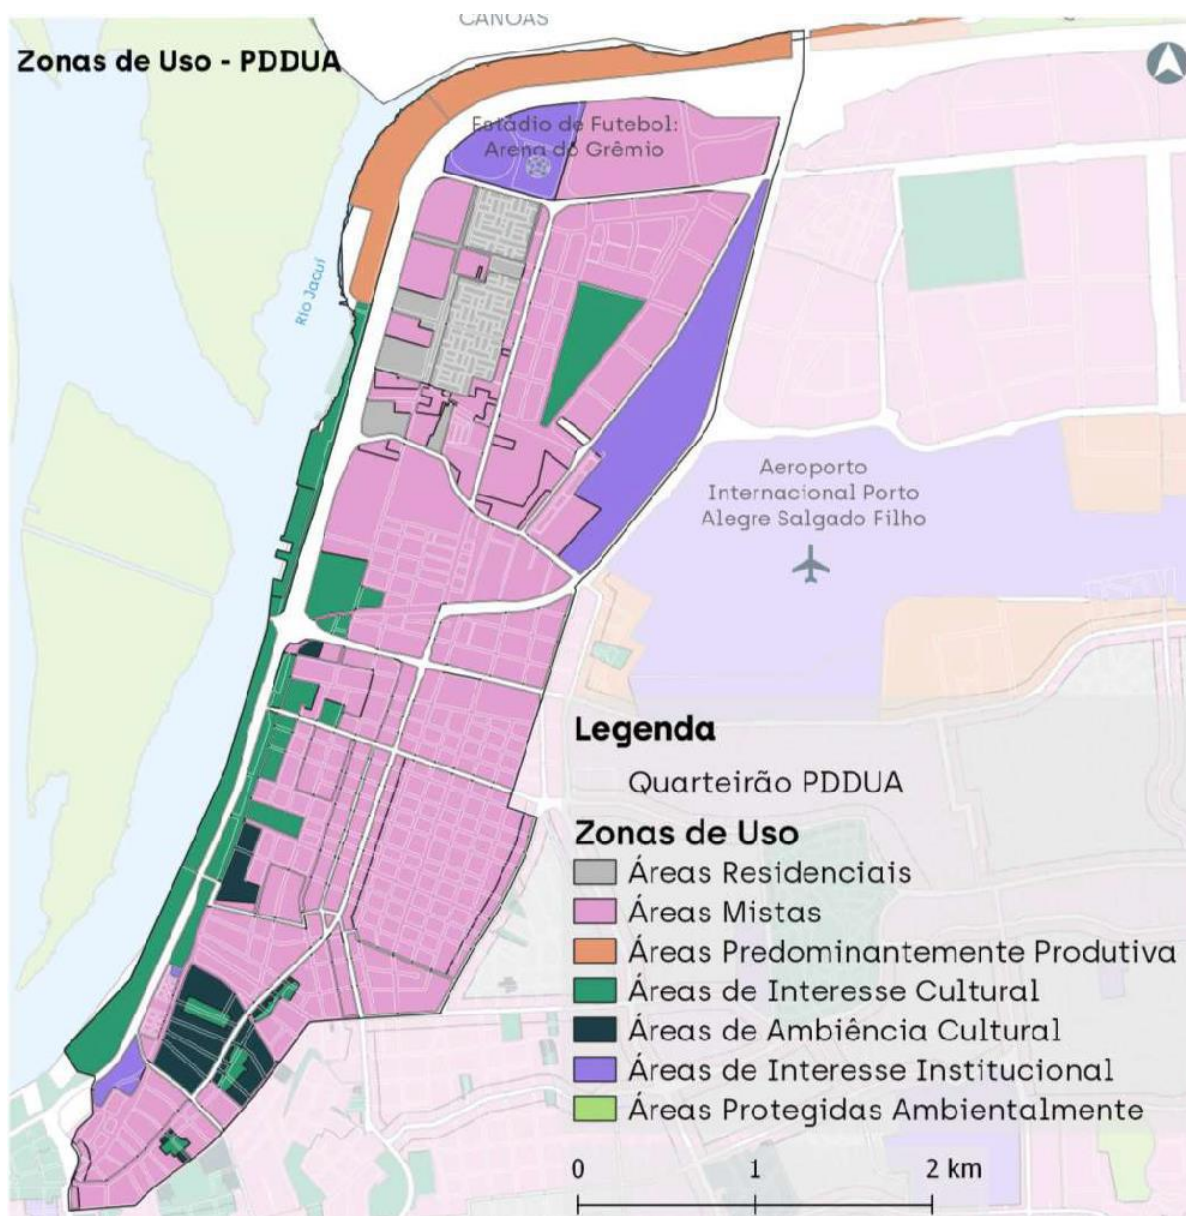 CANOAS
Zonas de Uso - PDDUA
Estádio de Futebol:
Arena do Grêmio
Rio Jacuí
Aeroporto
Internacional Porto
Alegre Salgado Filho
Legenda
Quarteirão PDDUA
Zonas de Uso
Áreas Residenciais
Áreas Mistas
Áreas Predominantemente Produtiva
Áreas de Interesse Cultural
Áreas de Ambiência Cultural
Áreas de Interesse Institucional
Áreas Protegidas Ambientalmente
0 1 2 km